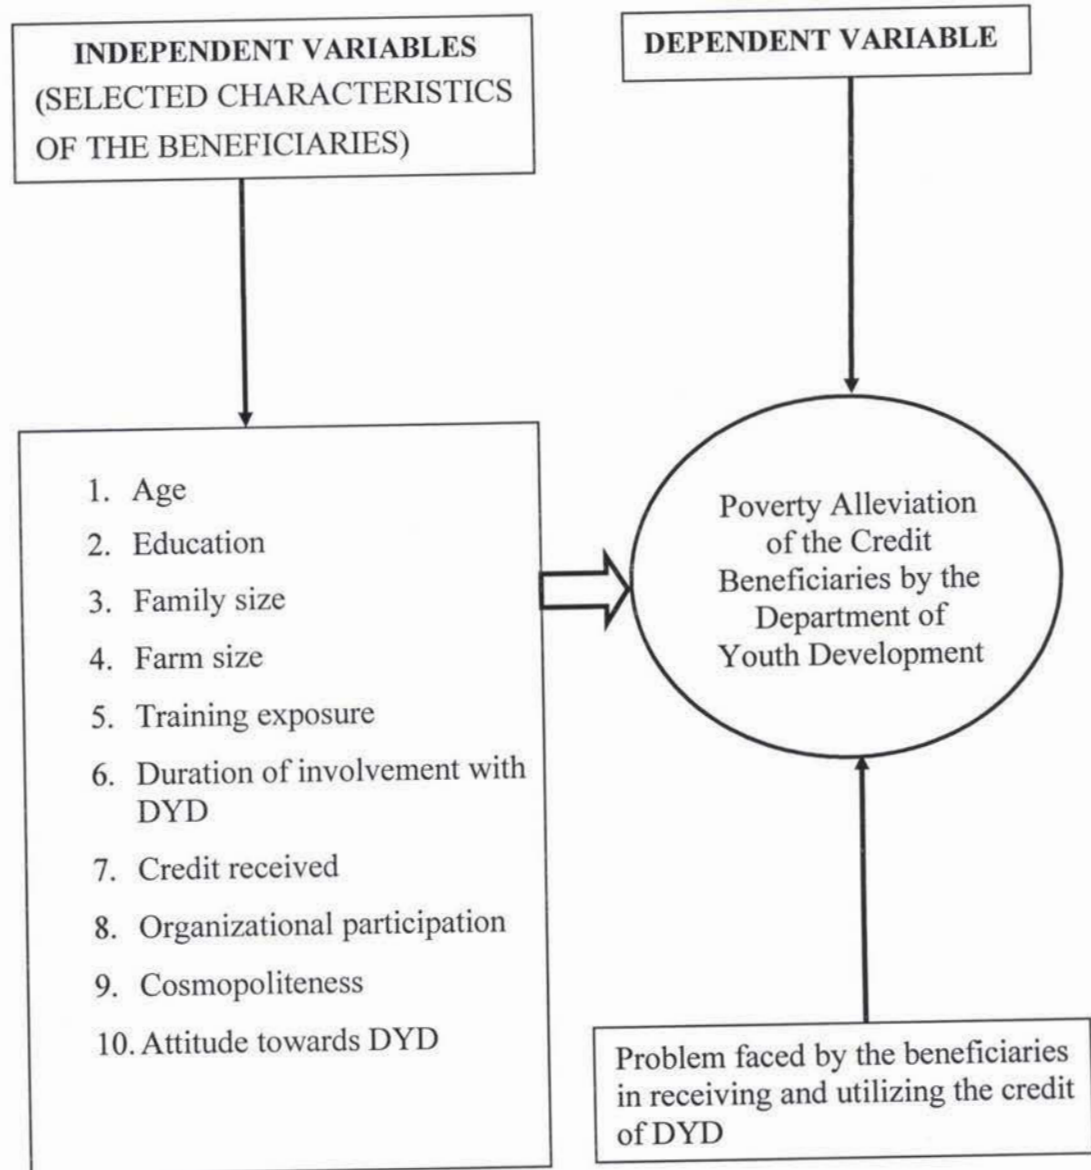 INDEPENDENT VARIABLES
(SELECTED CHARACTERISTICS
OF THE BENEFICIARIES)
DEPENDENT VARIABLE
1. Age
2. Education
3. Family size
4. Farm size
5. Training exposure
6. Duration of involvement with
DYD
7. Credit received
8. Organizational participation
9. Cosmopoliteness
10. Attitude towards DYD
Poverty Alleviation
of the Credit
Beneficiaries by the
Department of
Youth Development
Problem faced by the beneficiaries
in receiving and utilizing the credit
of DYD